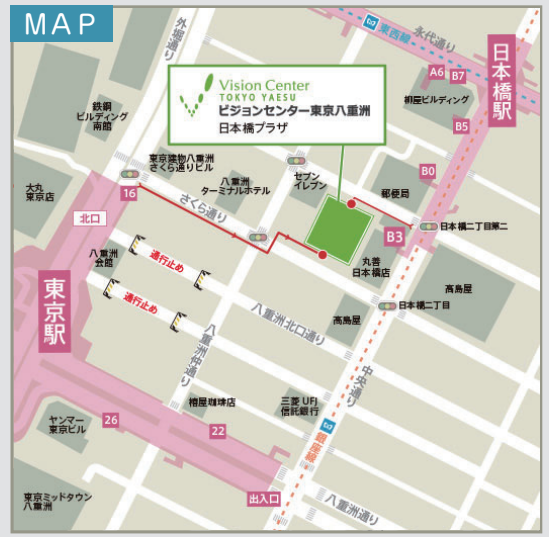 MAP
外堀通り
東西線
永代通り
日本橋駅
A6
B7
柳屋ビルディング
B5
Vision Center
TOKYO YAESU
ビジョンセンター東京八重洲
日本橋プラザ
鉄鋼
ビルディング
南館
東京建物八重洲
さくら通りビル
八重洲
ターミナルホテル
セブン
イレブン
郵便局
B0
大丸
東京店
16
さくら通り
北口
B3
日本橋二丁目第二
八重洲
会館
通行止め
丸善
日本橋店
髙島屋
東京駅
通行止め
八重洲北口通り
髙島屋
日本橋二丁目
八重洲仲通り
中央通り
椿屋珈琲店
三菱UFJ
信託銀行
ヤンマー
東京ビル
26
22
銀座線
東京ミッドタウン
八重洲
出入口
八重洲通り